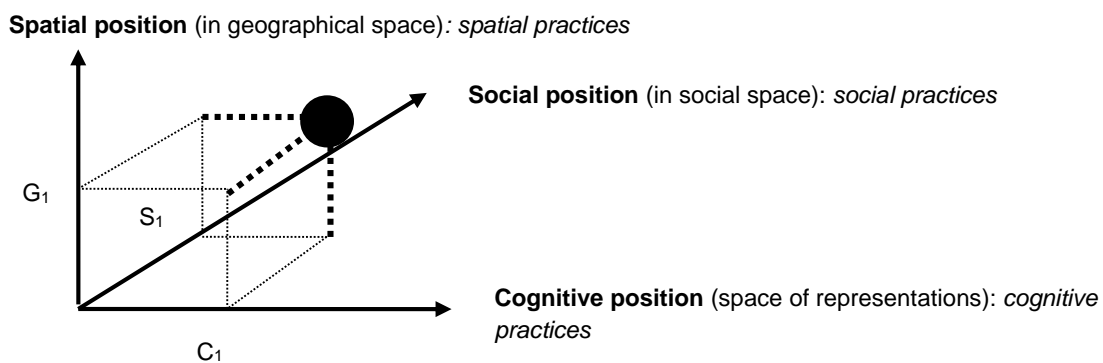 Spatial position (in geographical space): spatial practices
Social position (in social space): social practices
G₁
S₁
Cognitive position (space of representations): cognitive
practices
C₁